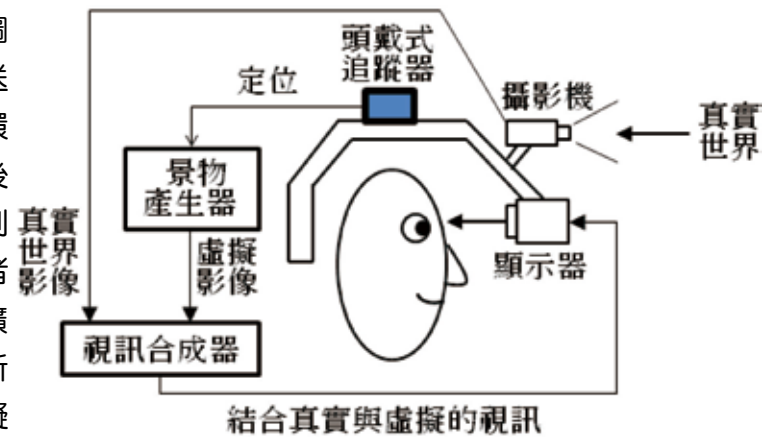 頭戴式
追蹤器
定位
攝影機
真實
世界
景物
產生器
真實
世界
影像
虛擬
影像
顯示器
視訊合成器
結合真實與虛擬的視訊